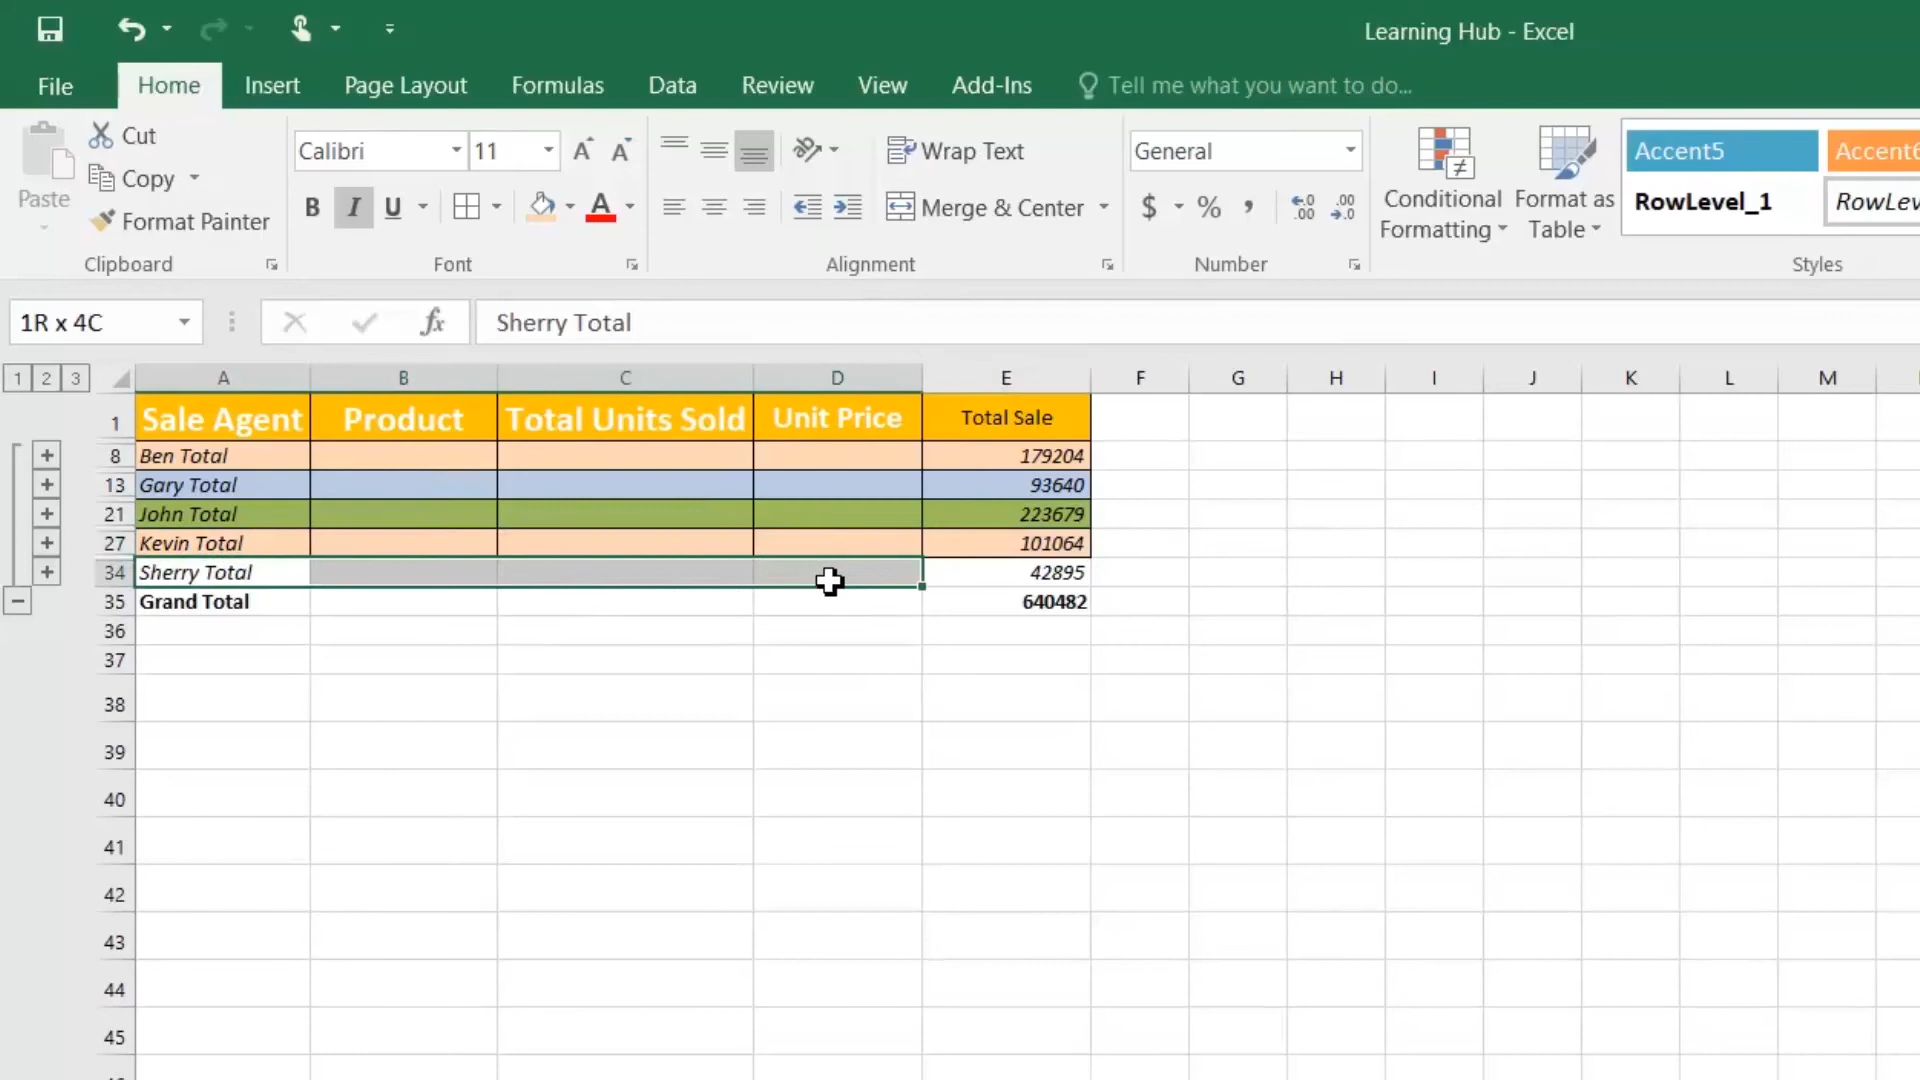 Learning Hub - Excel
File Home Insert Page Layout Formulas Data Review View Add-Ins Tell me what you want to do...
Paste
Cut
Copy
Format Painter
Clipboard
Calibri 11 A A
B I U A
Font
Wrap Text
Merge & Center
Alignment
General
$ % , .0 .00 .00 .0
Number
Conditional Formatting
Format as Table
Accent5
RowLevel_1
Styles
1R x 4C fx Sherry Total
1 2 3 A B C D E F G H I J K L M
1 Sale Agent Product Total Units Sold Unit Price Total Sale
+ 8 Ben Total 179204
+ 13 Gary Total 93640
+ 21 John Total 223679
+ 27 Kevin Total 101064
+ 34 Sherry Total 42895
− 35 Grand Total 640482
36
37
38
39
40
41
42
43
44
45